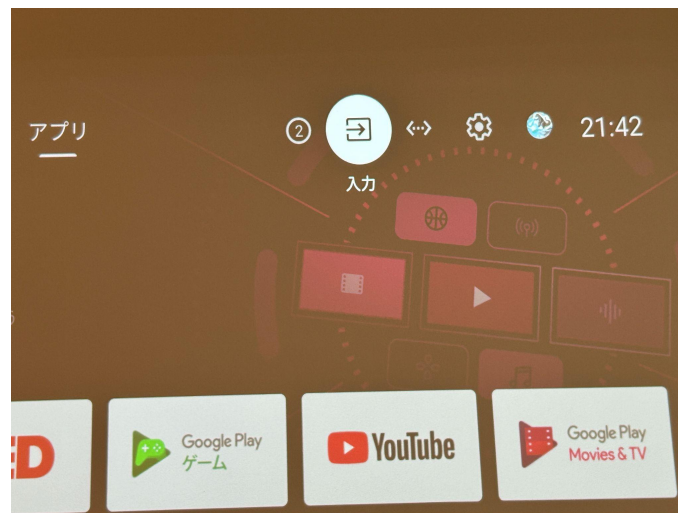 アプリ
2
21:42
入力
ED
Google Play
ゲーム
YouTube
Google Play
Movies & TV